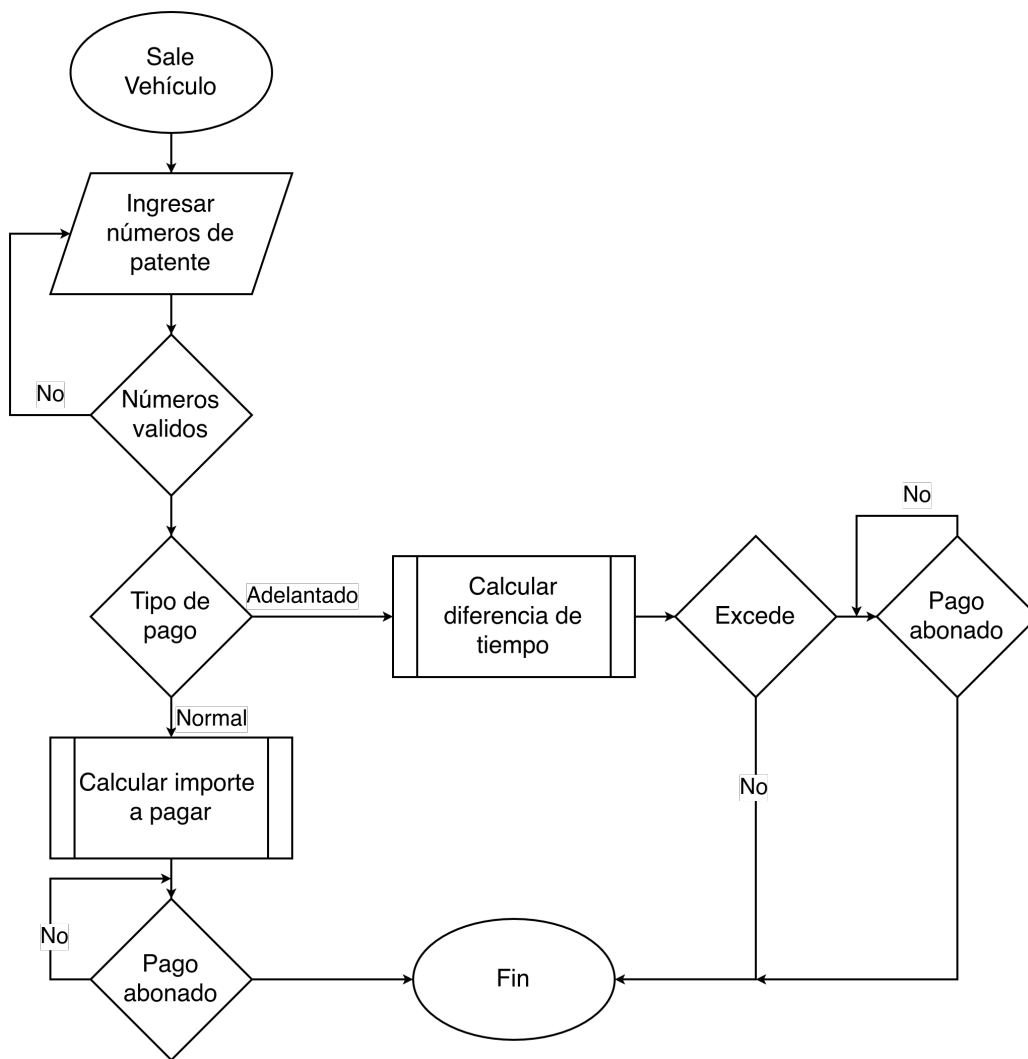 Sale
Vehículo
Ingresar
números de
patente
No
Números
validos
No
Tipo de
pago
Adelantado
Calcular
diferencia de
tiempo
Excede
Pago
abonado
Normal
Calcular importe
a pagar
No
No
Pago
abonado
Fin